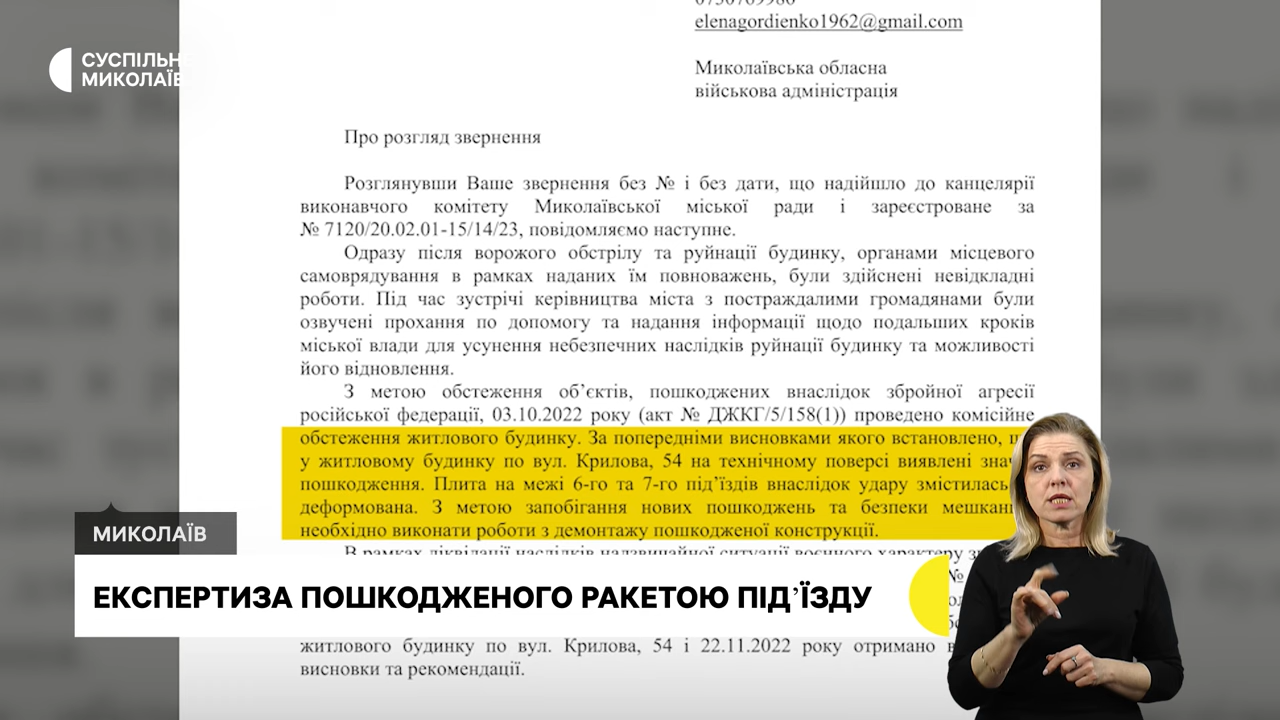 elenagordienko1962@gmail.com
СУСПІЛЬНЕ
МИКОЛАЇВ
Миколаївська обласна
військова адміністрація
Про розгляд звернення
Розглянувши Ваше звернення без № і без дати, що надійшло до канцелярії
виконавчого комітету Миколаївської міської ради і зареєстроване за
№ 7120/20.02.01-15/14/23, повідомляємо наступне.
Одразу після ворожого обстрілу та руйнації будинку, органами місцевого
самоврядування в рамках наданих їм повноважень, були здійснені невідкладні
роботи. Під час зустрічі керівництва міста з постраждалими громадянами були
озвучені прохання по допомогу та надання інформації щодо подальших кроків
міської влади для усунення небезпечних наслідків руйнації будинку та можливості
його відновлення.
З метою обстеження об’єктів, пошкоджених внаслідок збройної агресії
російської федерації, 03.10.2022 року (акт № ДЖКГ/5/158(1)) проведено комісійне
обстеження житлового будинку. За попередніми висновками якого встановлено,
у житловому будинку по вул. Крилова, 54 на технічному поверсі виявлені
пошкодження. Плита на межі 6-го та 7-го під’їздів внаслідок удару змістилась
деформована. З метою запобігання нових пошкоджень та безпеки
необхідно виконати роботи з демонтажу пошкодженої конструкції.
В рамках ліквідації наслідків надзвичайної ситуації воєнного характеру
№
МИКОЛАЇВ
ЕКСПЕРТИЗА ПОШКОДЖЕНОГО РАКЕТОЮ ПІД’ЇЗДУ
житлового будинку по вул. Крилова, 54 і 22.11.2022 року отримано
висновки та рекомендації.